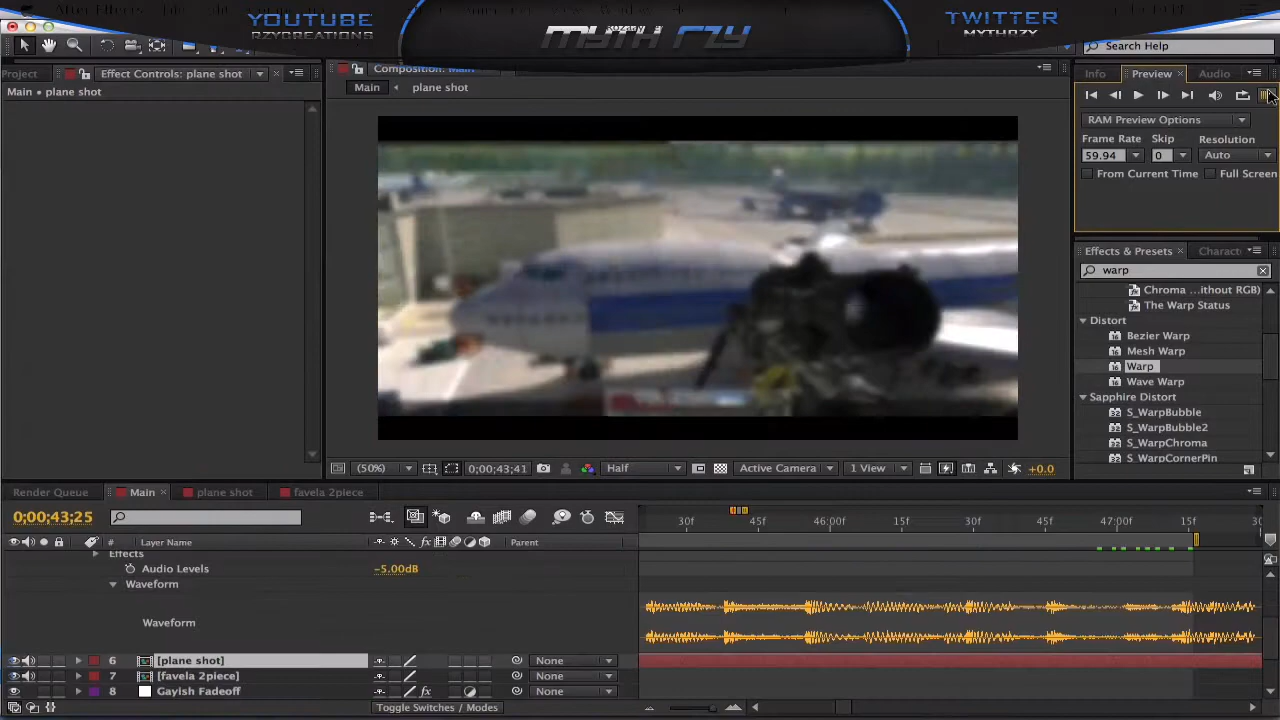 YOUTUBE
RZYCREATIONS
MYTH RZY
TWITTER
MYTHRZY
Search Help
Project
Effect Controls: plane shot
Main • plane shot
Composition: Main
Main
plane shot
Info
Preview
Audio
RAM Preview Options
Frame Rate
Skip
Resolution
59.94
0
Auto
From Current Time
Full Screen
Effects & Presets
Charact
warp
Chroma ...ithout RGB)
The Warp Status
Distort
Bezier Warp
Mesh Warp
Warp
Wave Warp
Sapphire Distort
S_WarpBubble
S_WarpBubble2
S_WarpChroma
S_WarpCornerPin
(50%)
0;00;43;41
Half
Active Camera
1 View
+0.0
Render Queue
Main
plane shot
favela 2piece
0;00;43;25
30f
45f
46:00f
15f
30f
45f
47:00f
15f
30
Layer Name
Parent
Effects
Audio Levels
-5.00dB
Waveform
Waveform
6
[plane shot]
None
7
[favela 2piece]
None
8
Gayish Fadeoff
None
Toggle Switches / Modes